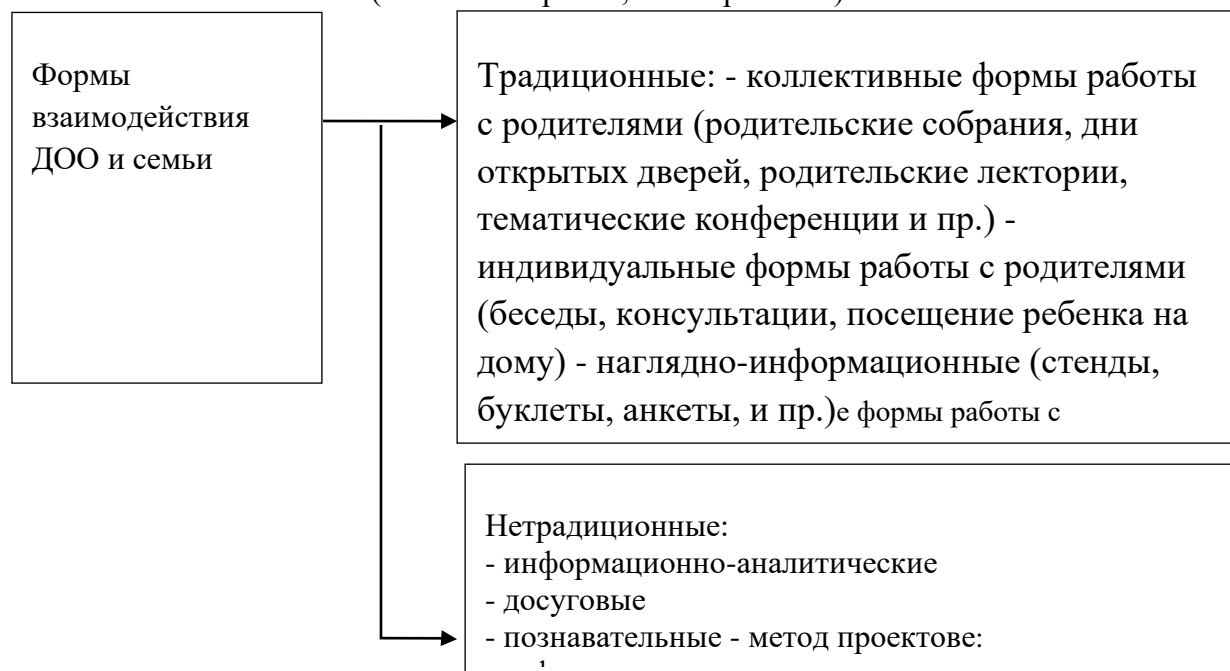 Формы
взаимодействия
ДОО и семьи
Традиционные: - коллективные формы работы
с родителями (родительские собрания, дни
открытых дверей, родительские лектории,
тематические конференции и пр.) -
индивидуальные формы работы с родителями
(беседы, консультации, посещение ребенка на
дому) - наглядно-информационные (стенды,
буклеты, анкеты, и пр.)е формы работы с
Нетрадиционные:
- информационно-аналитические
- досуговые
- познавательные - метод проектове: